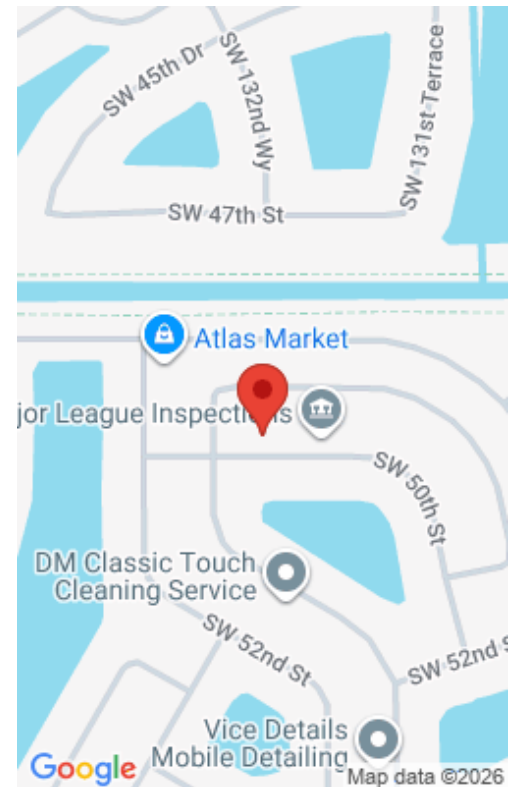 SW 45th Dr
SW 132nd Wy
SW 131st Terrace
SW 47th St
Atlas Market
jor League Inspections
SW 50th St
DM Classic Touch
Cleaning Service
SW 52nd St
SW 52nd S
Vice Details
Mobile Detailing
Google
Map data ©2026